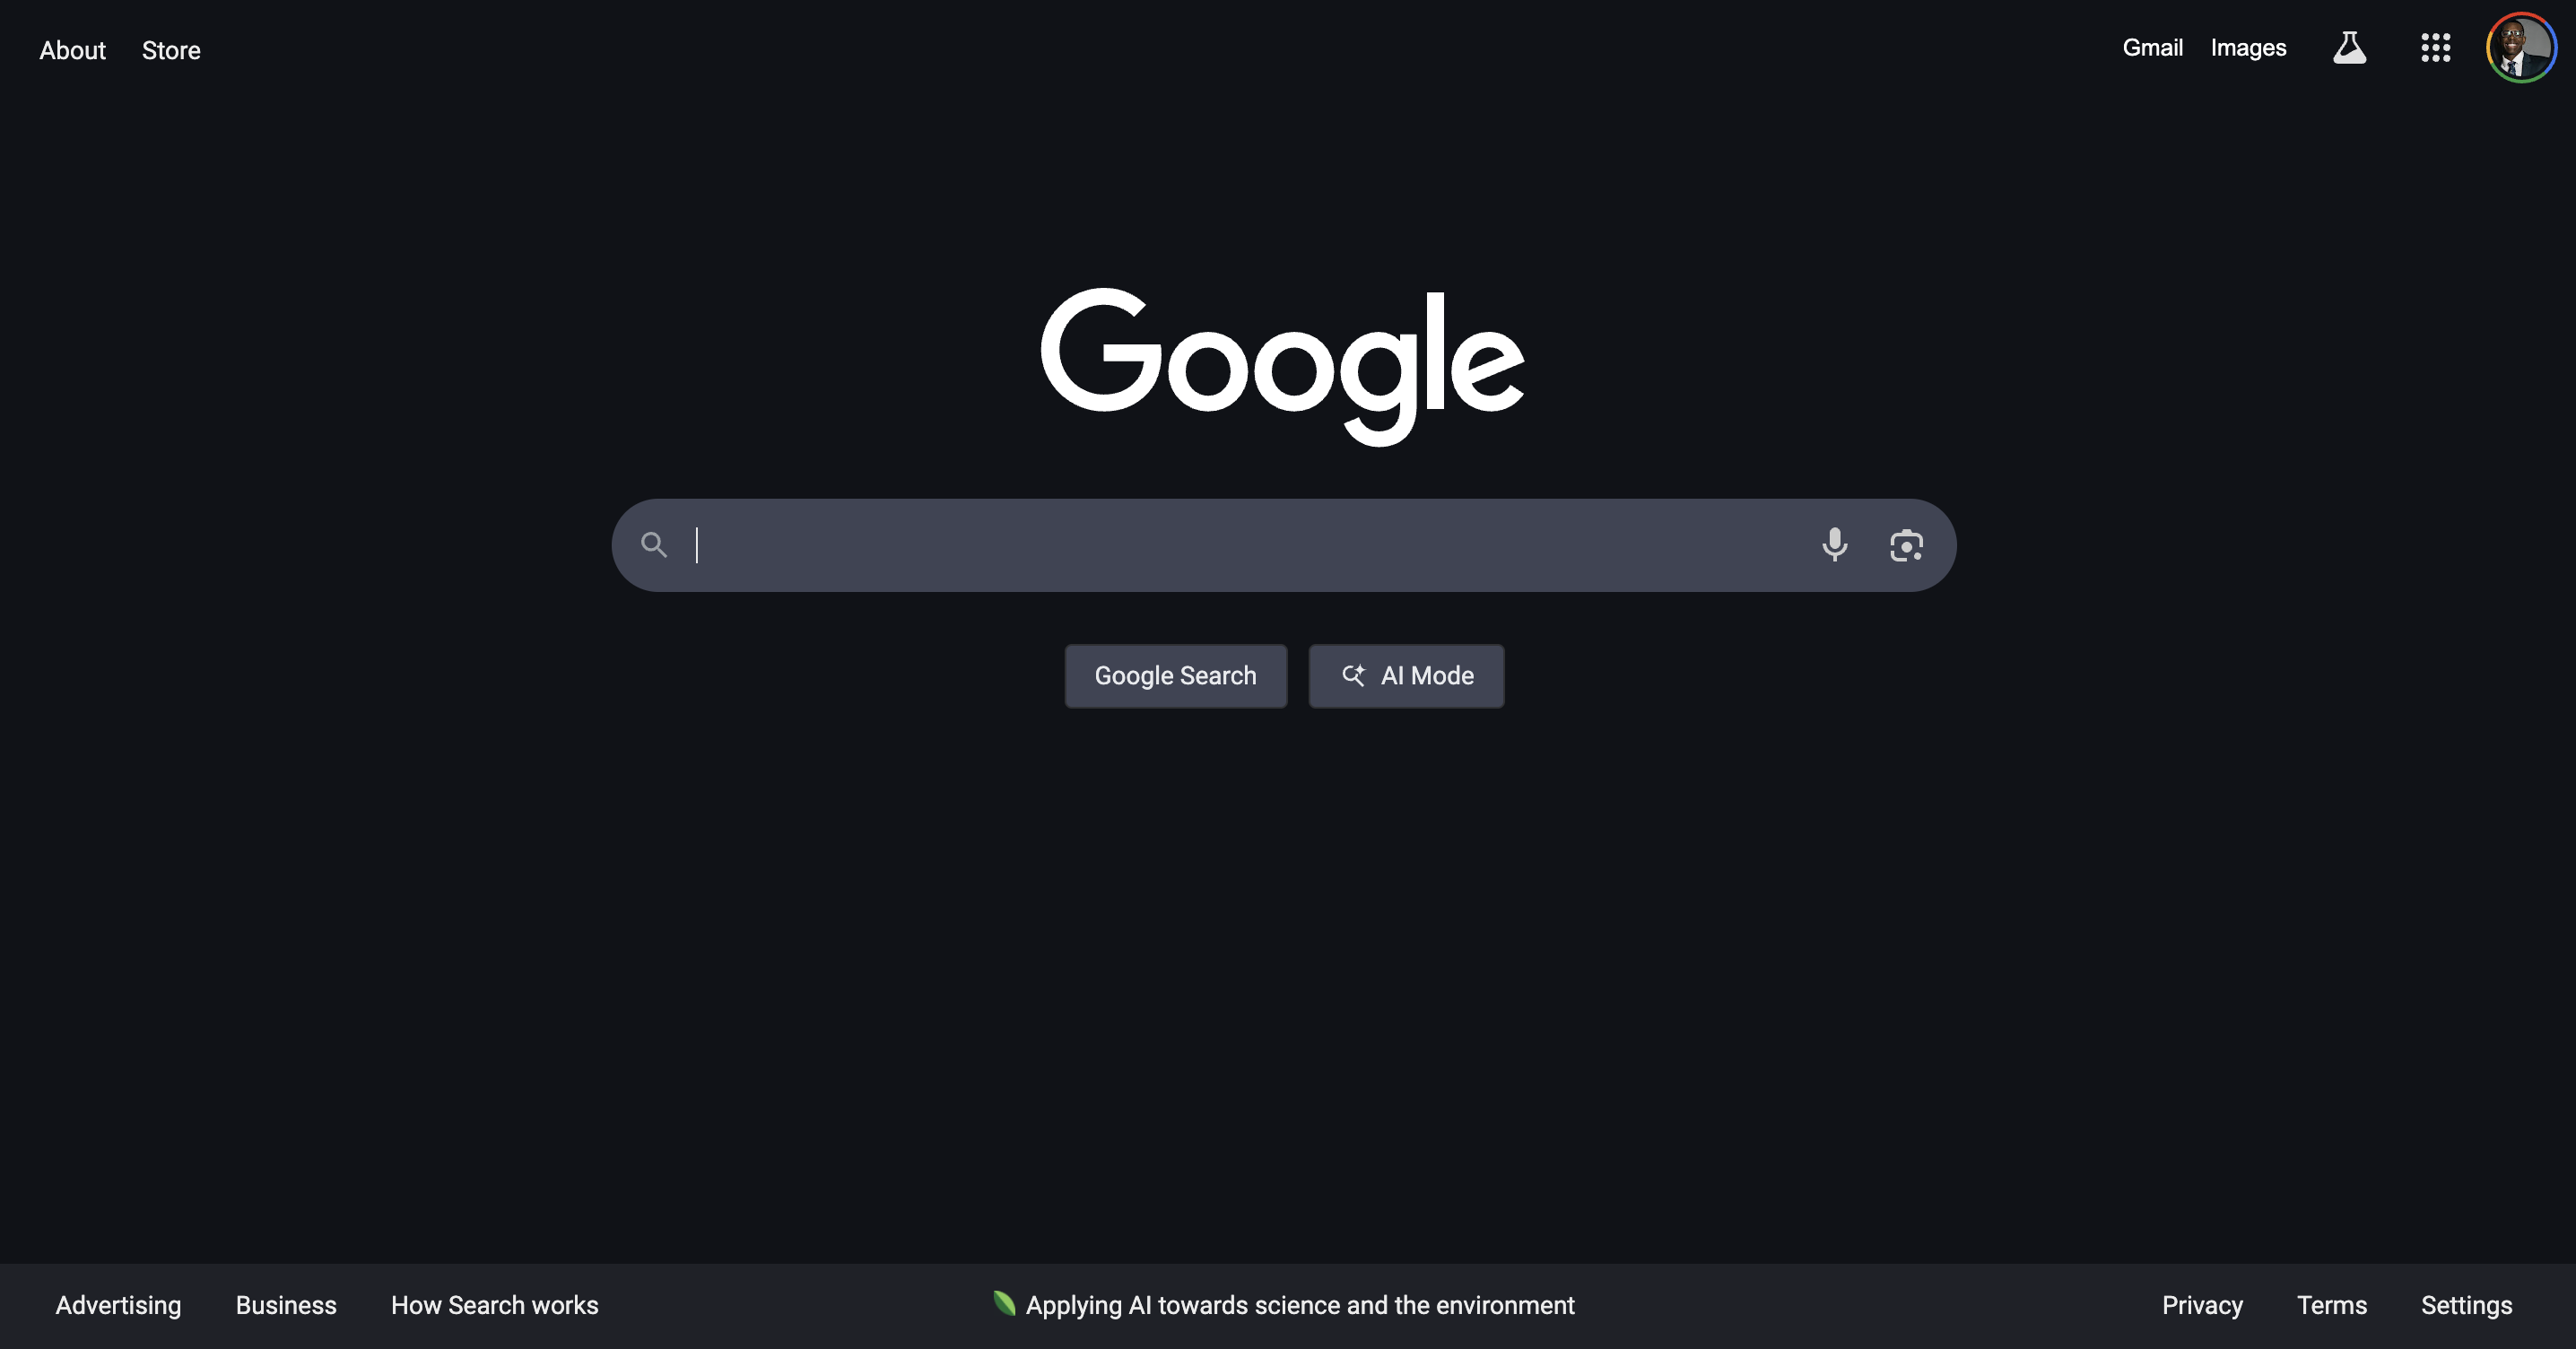 About Store
Gmail Images
Google
Google Search AI Mode
Advertising Business How Search works
Applying AI towards science and the environment
Privacy Terms Settings